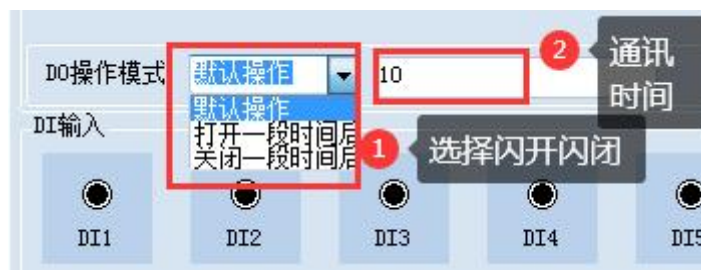 DO操作模式 默认操作 10
默认操作
打开一段时间后
关闭一段时间后
2 通讯时间
1 选择闪开闪闭
DI输入
DI1 DI2 DI3 DI4 DI5